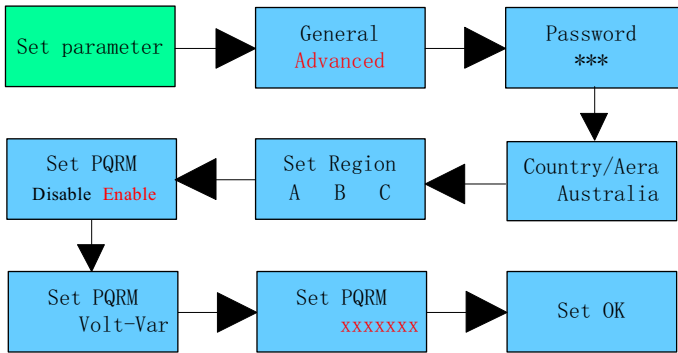 Set parameter
General
Advanced
Password
***
Country/Aera
Australia
Set Region
A B C
Set PQRM
Disable Enable
Set PQRM
Volt-Var
Set PQRM
xxxxxxx
Set OK